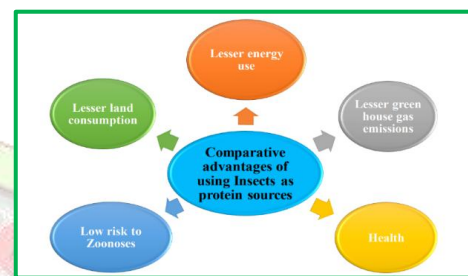 Lesser energy
use
Lesser land
consumption
Lesser green
house gas
emissions
Comparative
advantages of
using Insects as
protein sources
Low risk to
Zoonoses
Health